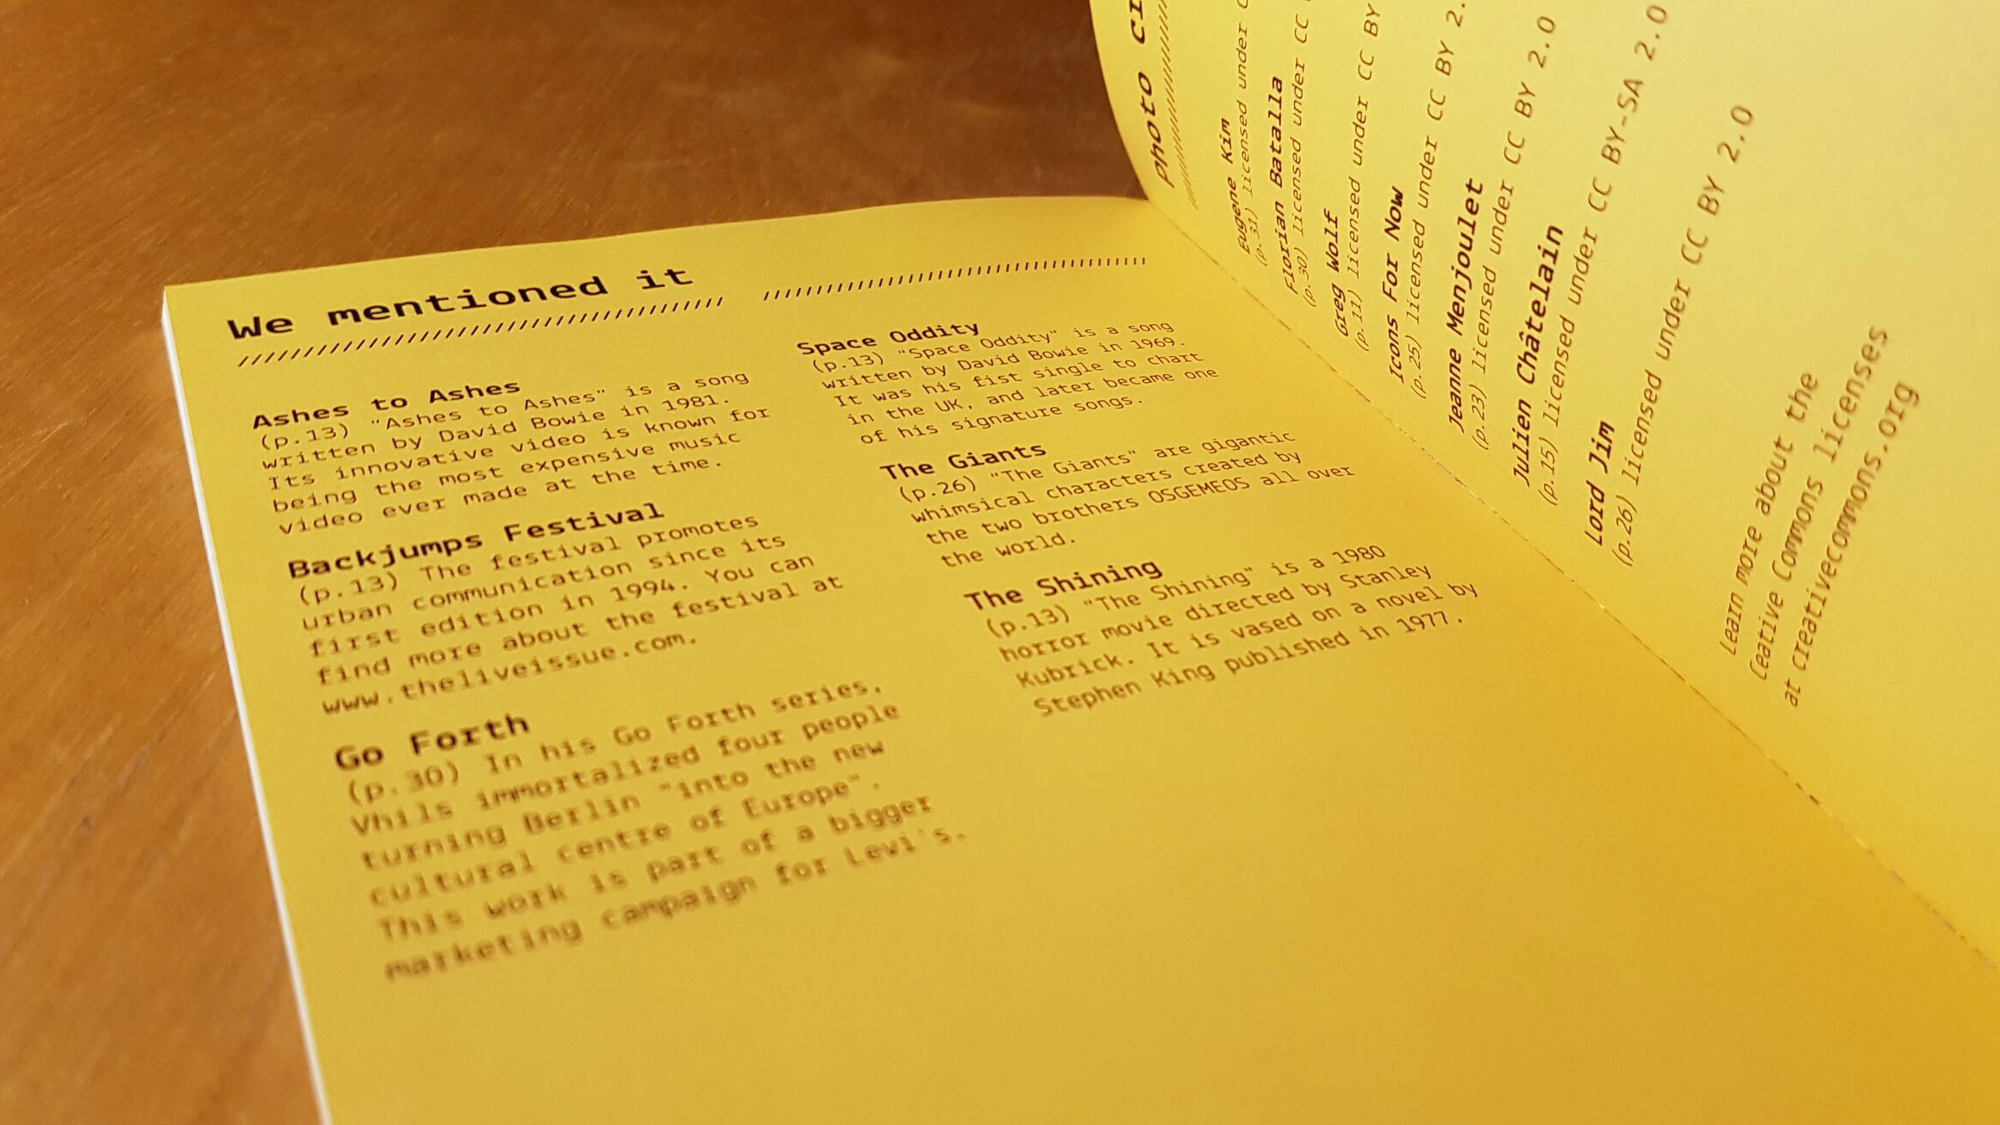 We mentioned it
Ashes to Ashes
(p.13) "Ashes to Ashes" is a song
written by David Bowie in 1981.
Its innovative video is known for
being the most expensive music
video ever made at the time.
Backjumps Festival
(p.13) The festival promotes
urban communication since its
first edition in 1994. You can
find more about the festival at
www.theliveissue.com.
Go Forth
(p.30) In his Go Forth series,
Vhils immortalized four people
turning Berlin "into the new
cultural centre of Europe".
This work is part of a bigger
marketing campaign for Levi's.
Space Oddity
(p.13) "Space Oddity" is a song
written by David Bowie in 1969.
It was his fist single to chart
in the UK, and later became one
of his signature songs.
The Giants
(p.26) "The Giants" are gigantic
whimsical characters created by
the two brothers OSGEMEOS all over
the world.
The Shining
(p.13) "The Shining" is a 1980
horror movie directed by Stanley
Kubrick. It is vased on a novel by
Stephen King published in 1977.
Photo
Eugene Kim
(p.31) licensed under
Florian Batalla
(p.30) licensed under CC
Greg Wolf
(p.11) licensed under CC BY
Icons For Now
(p.25) licensed under CC BY 2.
Jeanne Menjoulet
(p.23) licensed under CC BY 2.0
Julien Châtelain
(p.15) licensed under CC BY-SA 2.0
Lord Jim
(p.26) licensed under CC BY 2.0
Learn more about the
Ceative Commons licenses
at creativecommons.org